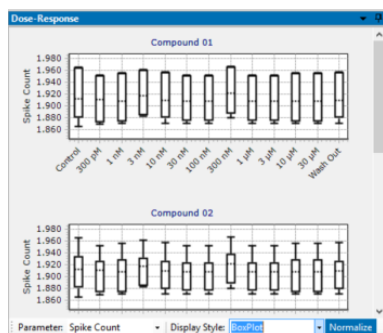 Dose-Response
Compound 01
Spike Count
1.980
1.960
1.940
1.920
1.900
1.880
1.860
Control
300 pM
1 nM
3 nM
10 nM
30 nM
100 nM
300 nM
1 µM
3 µM
10 µM
30 µM
Wash Out
Compound 02
Spike Count
1.980
1.960
1.940
1.920
1.900
1.880
1.860
Parameter: Spike Count Display Style: BoxPlot Normalize